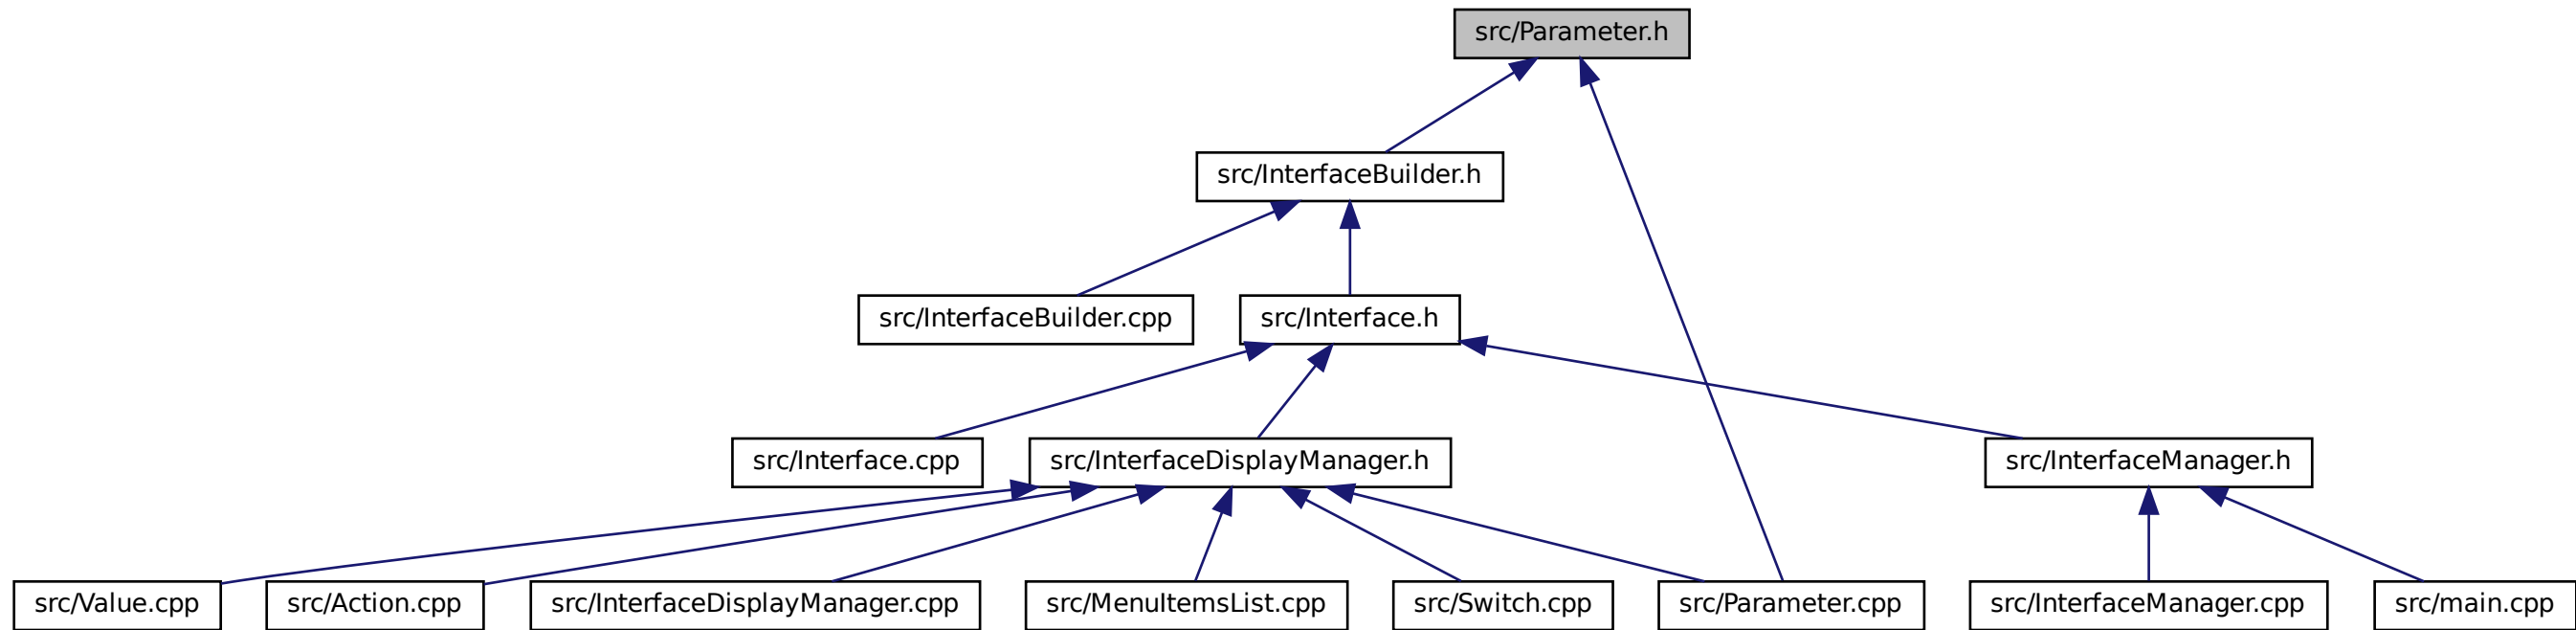 src/Parameter.h
src/InterfaceBuilder.h
src/InterfaceBuilder.cpp
src/Interface.h
src/Interface.cpp
src/InterfaceDisplayManager.h
src/InterfaceManager.h
src/Value.cpp
src/Action.cpp
src/InterfaceDisplayManager.cpp
src/MenuItemsList.cpp
src/Switch.cpp
src/Parameter.cpp
src/InterfaceManager.cpp
src/main.cpp